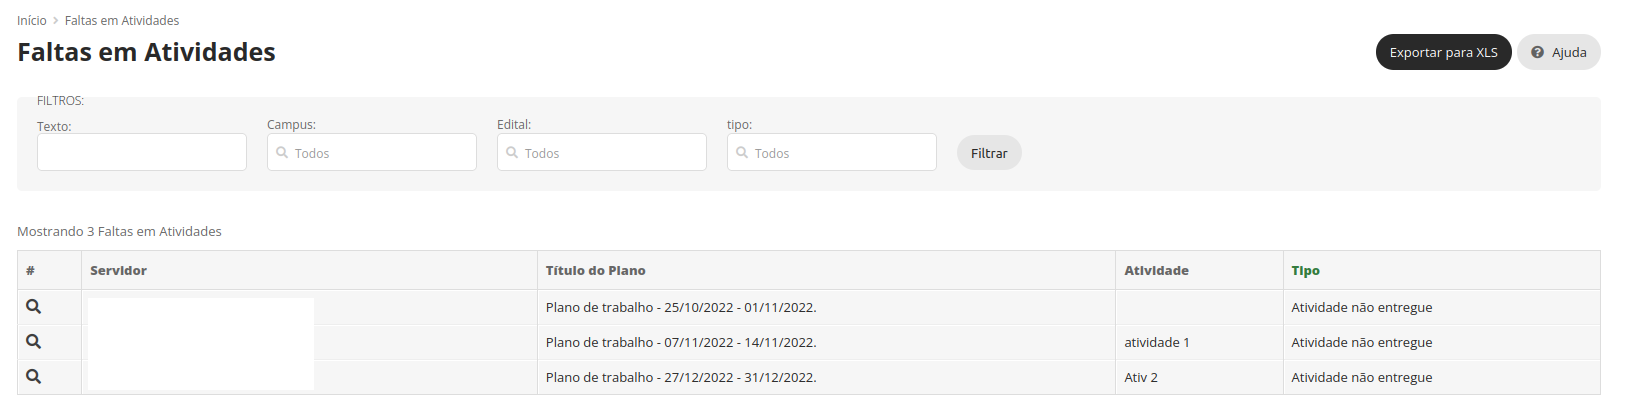 Início > Faltas em Atividades
Faltas em Atividades
Exportar para XLS
Ajuda
FILTROS:
Texto: Campus: Edital: tipo:
Todos Todos Todos Filtrar
Mostrando 3 Faltas em Atividades
# Servidor Título do Plano Atividade Tipo
Plano de trabalho - 25/10/2022 - 01/11/2022. Atividade não entregue
Plano de trabalho - 07/11/2022 - 14/11/2022. atividade 1 Atividade não entregue
Plano de trabalho - 27/12/2022 - 31/12/2022. Ativ 2 Atividade não entregue